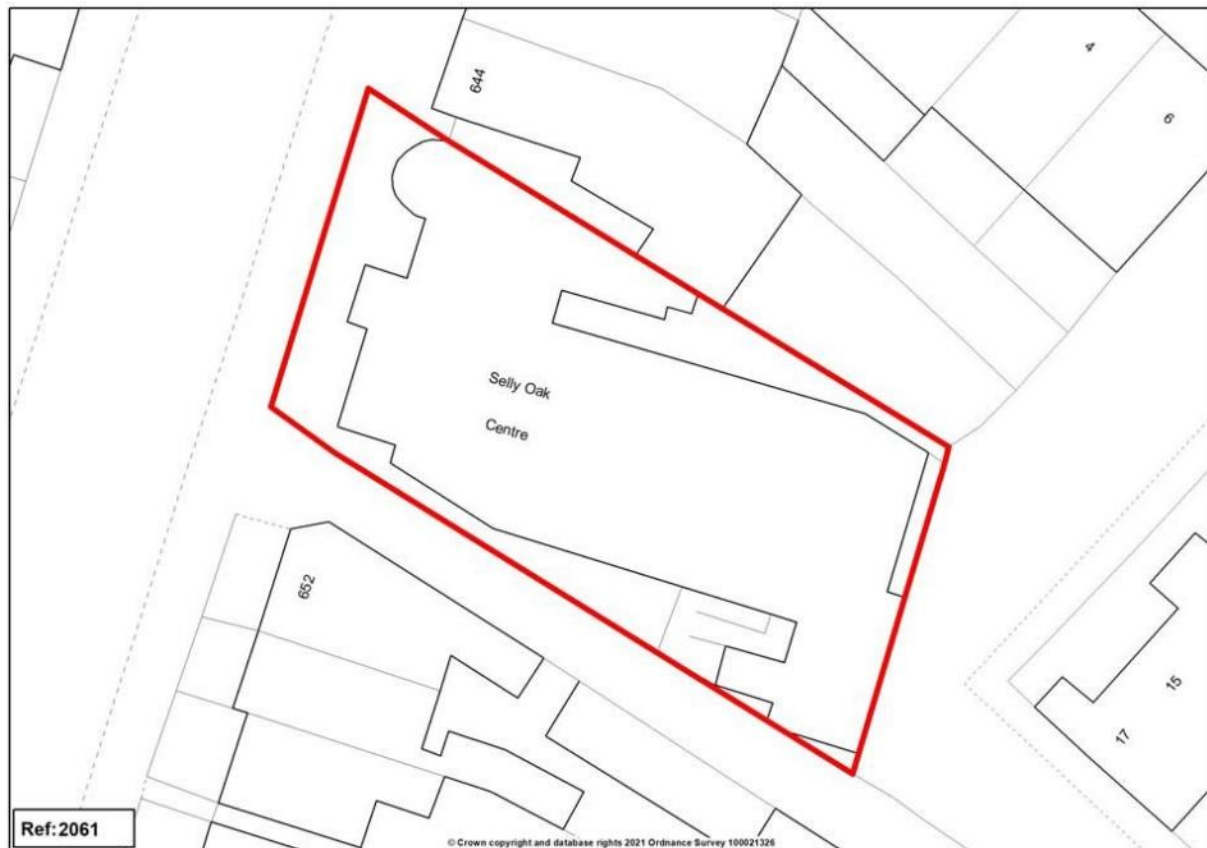 644
4
6
Selly Oak
Centre
652
15
17
Ref:2061
© Crown copyright and database rights 2021 Ordnance Survey 100021326